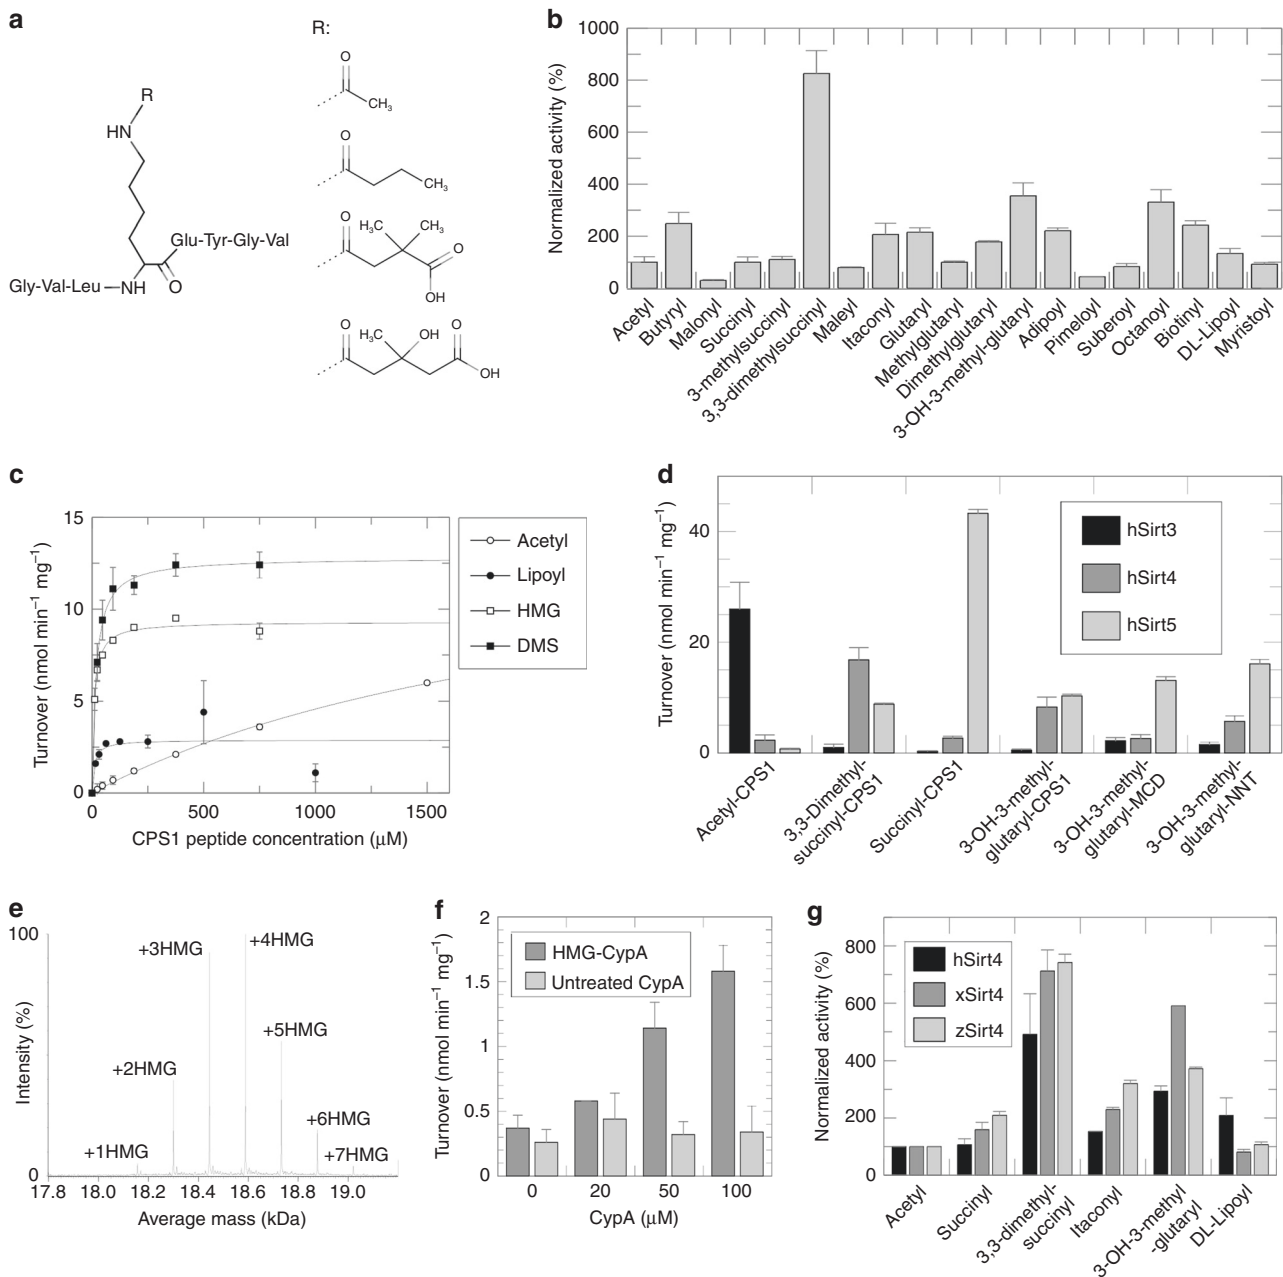 a
R:
O
CH₃
O
CH₃
O
H₃C
CH₃
O
OH
O
H₃C
OH
O
OH
R
HN
Glu-Tyr-Gly-Val
Gly-Val-Leu
NH
O
b
Normalized activity (%)
1000
800
600
400
200
0
Acetyl
Butyryl
Malonyl
Succinyl
3-methylsuccinyl
3,3-dimethylsuccinyl
Maleyl
Itaconyl
Glutaryl
Methylglutaryl
Dimethylglutaryl
3-OH-3-methyl-glutaryl
Adipoyl
Pimeloyl
Suberoyl
Octanoyl
Biotinyl
DL-Lipoyl
Myristoyl
c
Turnover (nmol min⁻¹ mg⁻¹)
15
10
5
0
0
500
1000
1500
CPS1 peptide concentration (μM)
Acetyl
Lipoyl
HMG
DMS
d
Turnover (nmol min⁻¹ mg⁻¹)
40
20
0
hSirt3
hSirt4
hSirt5
Acetyl-CPS1
3,3-Dimethyl-
succinyl-CPS1
Succinyl-CPS1
3-OH-3-methyl-
glutaryl-CPS1
3-OH-3-methyl-
glutaryl-MCD
3-OH-3-methyl-
glutaryl-NNT
e
Intensity (%)
100
0
+1HMG
+2HMG
+3HMG
+4HMG
+5HMG
+6HMG
+7HMG
17.8
18.0
18.2
18.4
18.6
18.8
19.0
Average mass (kDa)
f
Turnover (nmol min⁻¹ mg⁻¹)
2
1.5
1
0.5
0
HMG-CypA
Untreated CypA
0
20
50
100
CypA (μM)
g
Normalized activity (%)
800
600
400
200
0
hSirt4
xSirt4
zSirt4
Acetyl
Succinyl
3,3-dimethyl-
succinyl
Itaconyl
3-OH-3-methyl
-glutaryl
DL-Lipoyl